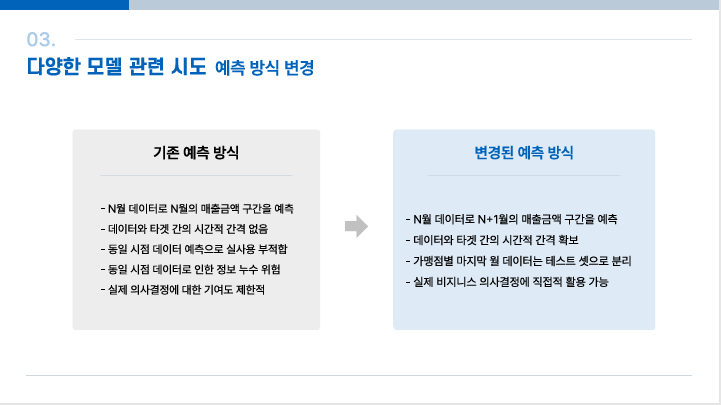 03.
다양한 모델 관련 시도 예측 방식 변경
기존 예측 방식
- N월 데이터로 N월의 매출금액 구간을 예측
- 데이터와 타겟 간의 시간적 간격 없음
- 동일 시점 데이터 예측으로 실사용 부적합
- 동일 시점 데이터로 인한 정보 누수 위험
- 실제 의사결정에 대한 기여도 제한적
변경된 예측 방식
- N월 데이터로 N+1월의 매출금액 구간을 예측
- 데이터와 타겟 간의 시간적 간격 확보
- 가맹점별 마지막 월 데이터는 테스트 셋으로 분리
- 실제 비지니스 의사결정에 직접적 활용 가능